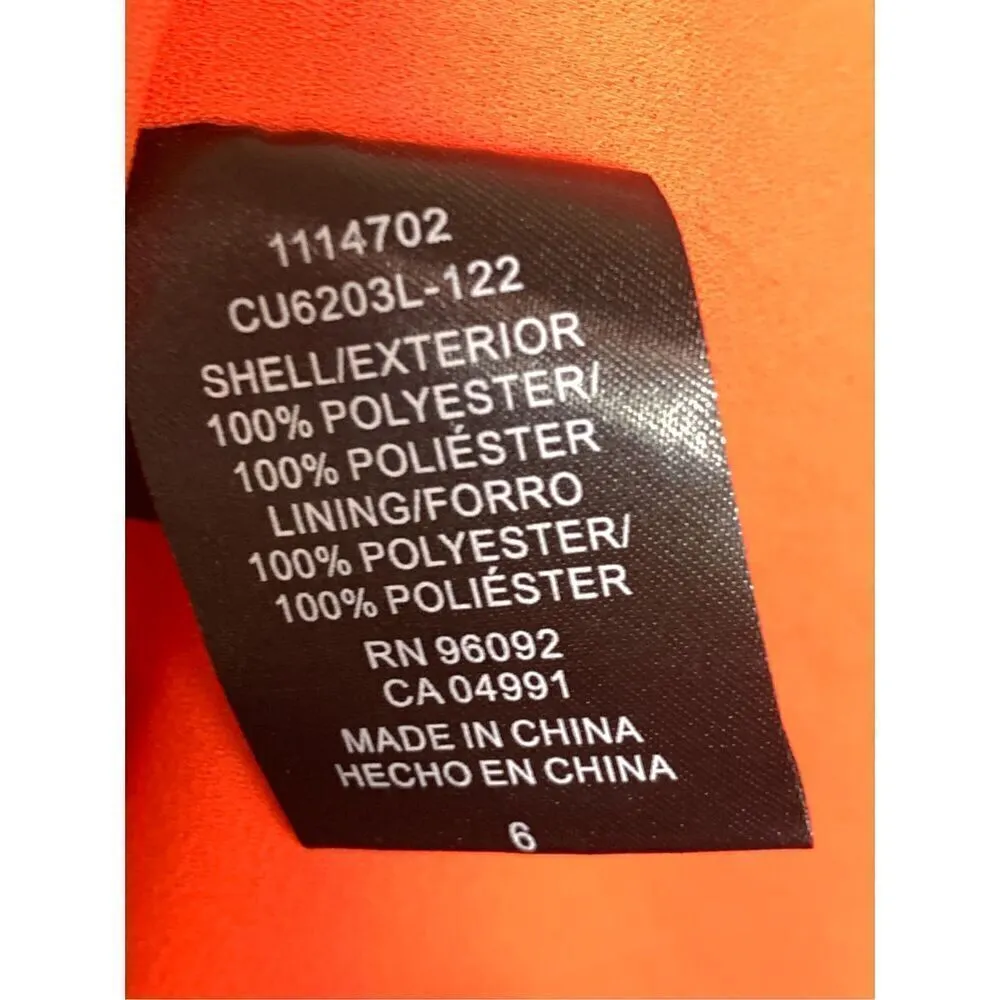 1114702
CU6203L-122
SHELL/EXTERIOR
100% POLYESTER/
100% POLIÉSTER
LINING/FORRO
100% POLYESTER/
100% POLIÉSTER
RN 96092
CA 04991
MADE IN CHINA
HECHO EN CHINA
6